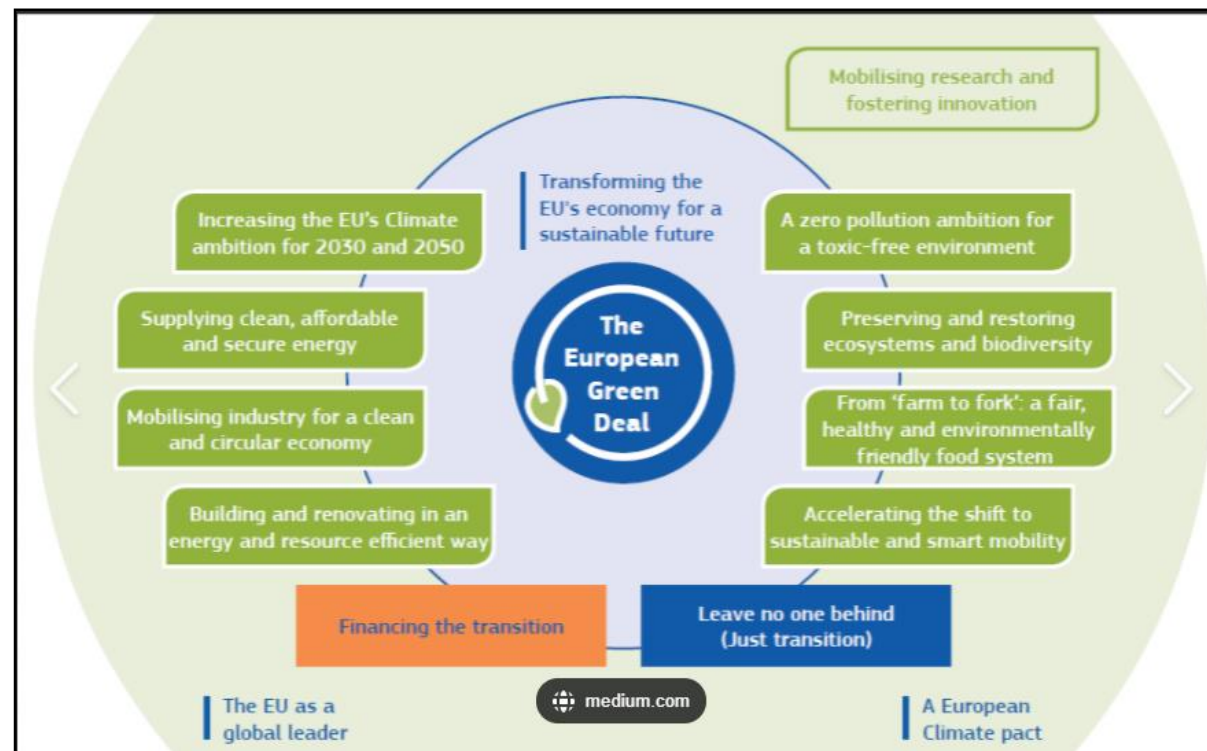 Mobilising research and
fostering innovation
Transforming the
EU's economy for a
sustainable future
Increasing the EU's Climate
ambition for 2030 and 2050
A zero pollution ambition for
a toxic-free environment
Supplying clean, affordable
and secure energy
The
European
Green
Deal
Preserving and restoring
ecosystems and biodiversity
Mobilising industry for a clean
and circular economy
From ‘farm to fork’: a fair,
healthy and environmentally
friendly food system
Building and renovating in an
energy and resource efficient way
Accelerating the shift to
sustainable and smart mobility
Financing the transition
Leave no one behind
(Just transition)
The EU as a
global leader
medium.com
A European
Climate pact